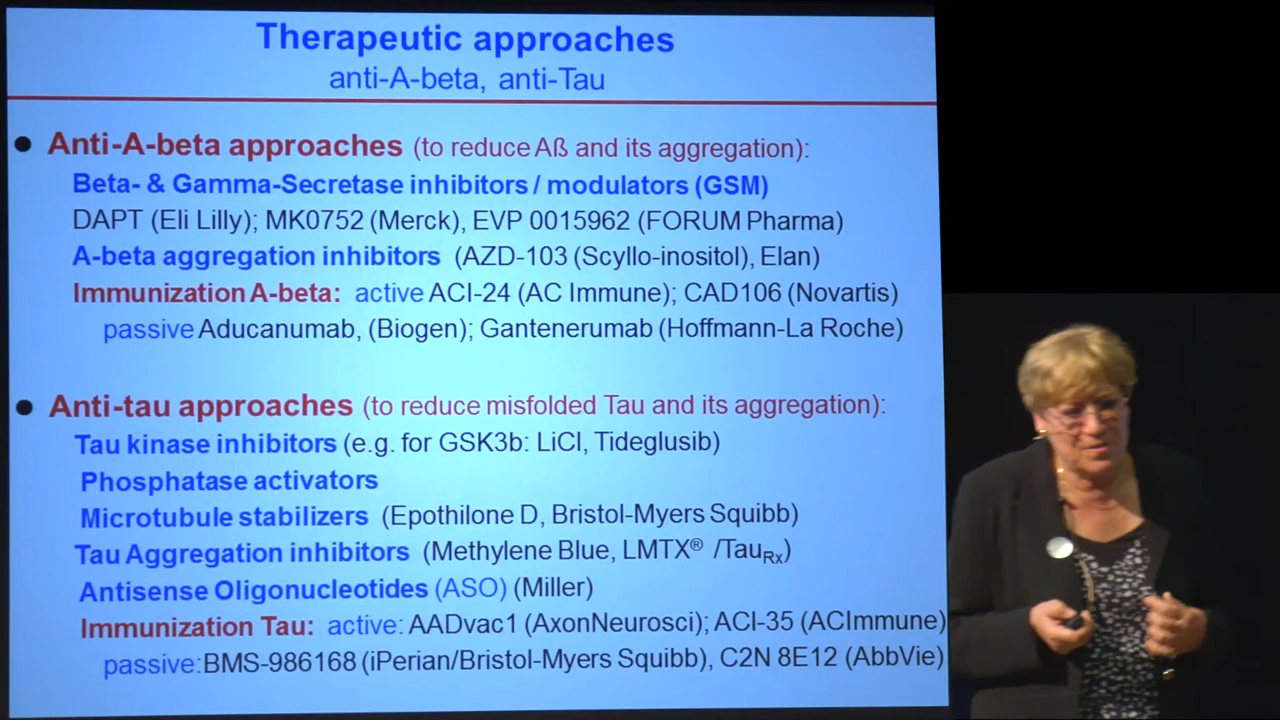 Therapeutic approaches
anti-A-beta, anti-Tau
● Anti-A-beta approaches (to reduce Aß and its aggregation):
Beta- & Gamma-Secretase inhibitors / modulators (GSM)
DAPT (Eli Lilly); MK0752 (Merck), EVP 0015962 (FORUM Pharma)
A-beta aggregation inhibitors (AZD-103 (Scyllo-inositol), Elan)
Immunization A-beta: active ACI-24 (AC Immune); CAD106 (Novartis)
passive Aducanumab, (Biogen); Gantenerumab (Hoffmann-La Roche)
● Anti-tau approaches (to reduce misfolded Tau and its aggregation):
Tau kinase inhibitors (e.g. for GSK3b: LiCl, Tideglusib)
Phosphatase activators
Microtubule stabilizers (Epothilone D, Bristol-Myers Squibb)
Tau Aggregation inhibitors (Methylene Blue, LMTX® /TauRx)
Antisense Oligonucleotides (ASO) (Miller)
Immunization Tau: active: AADvac1 (AxonNeurosci); ACI-35 (ACImmune)
passive: BMS-986168 (iPerian/Bristol-Myers Squibb), C2N 8E12 (AbbVie)